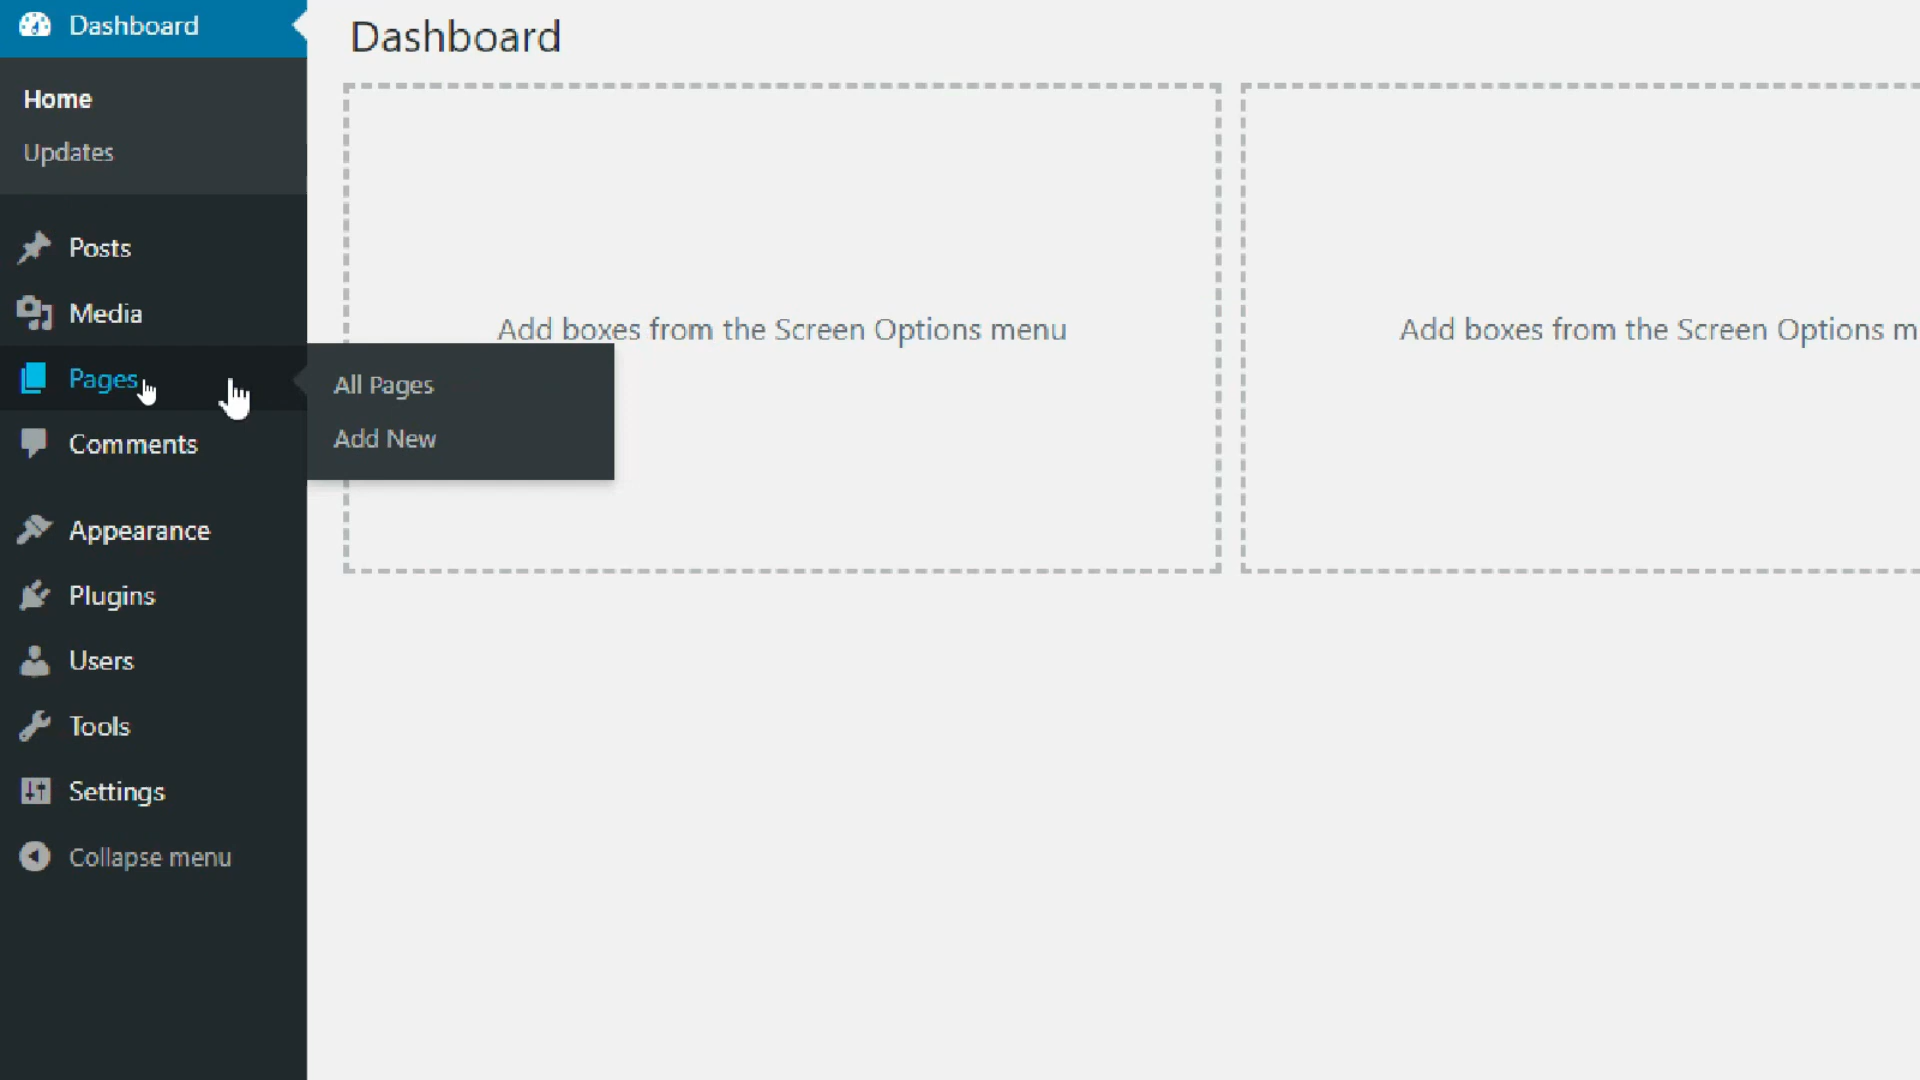 Dashboard
Home
Updates
Posts
Media
Pages
Comments
Appearance
Plugins
Users
Tools
Settings
Collapse menu
All Pages
Add New
Dashboard
Add boxes from the Screen Options menu
Add boxes from the Screen Options m